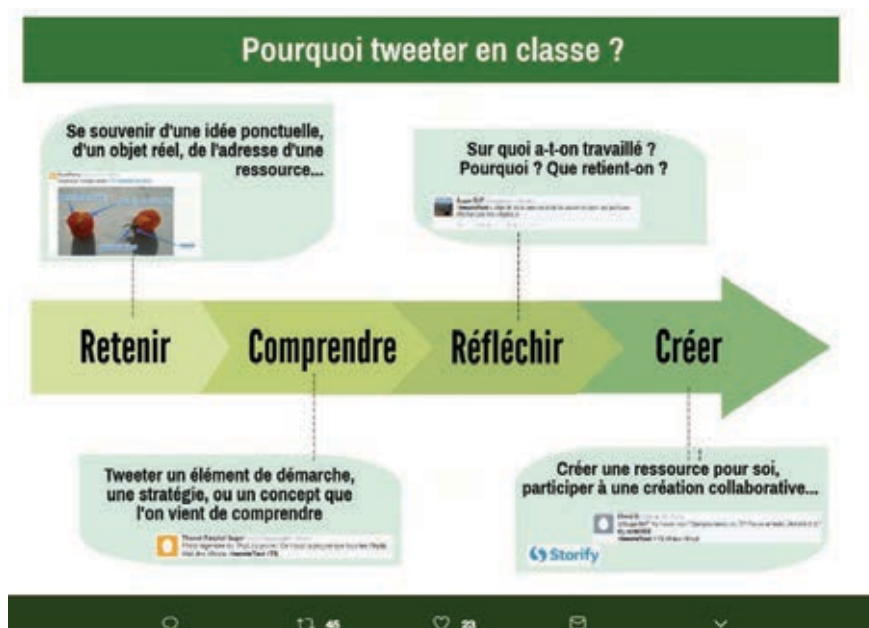 Pourquoi tweeter en classe ?
Se souvenir d'une idée ponctuelle,
d'un objet réel, de l'adresse d'une
ressource...
Sur quoi a-t-on travaillé ?
Pourquoi ? Que retient-on ?
Retenir
Comprendre
Réfléchir
Créer
Tweeter un élément de démarche,
une stratégie, ou un concept que
l'on vient de comprendre
Créer une ressource pour soi,
participer à une création collaborative...
Storify
45
23